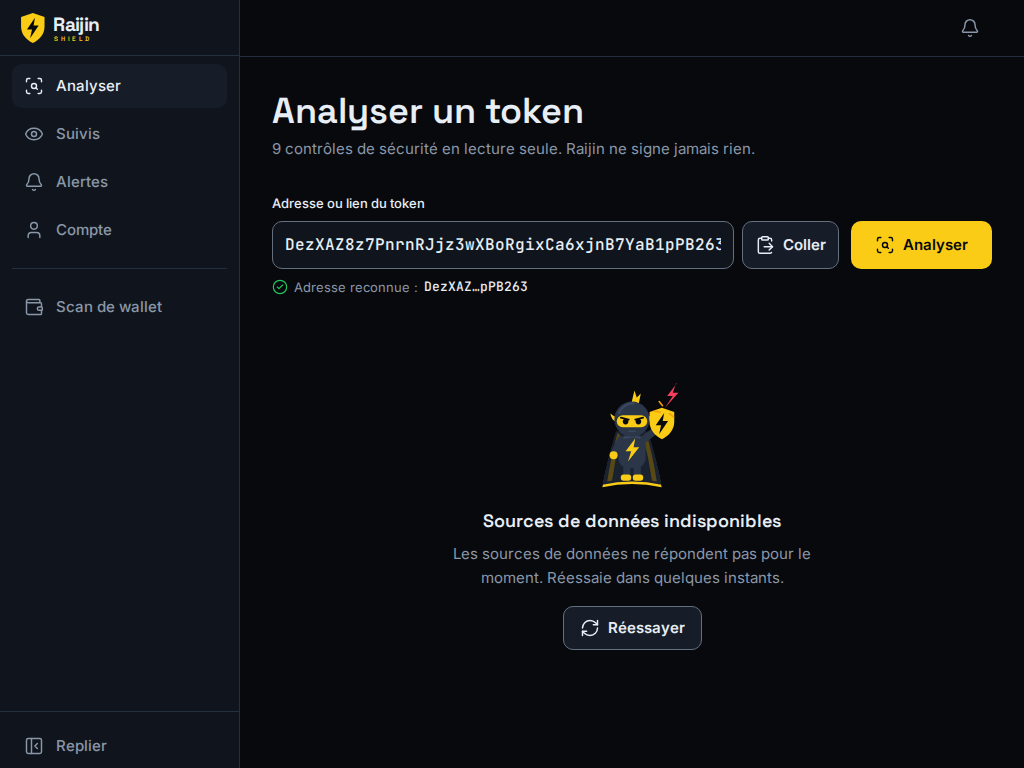 Raijin
SHIELD
Analyser
Suivis
Alertes
Compte
Scan de wallet
Replier
Analyser un token
9 contrôles de sécurité en lecture seule. Raijin ne signe jamais rien.
Adresse ou lien du token
DezXAZ8z7PnrnRJjz3wXBoRgixCa6xjnB7YaB1pPB263
Coller
Analyser
Adresse reconnue : DezXAZ…pPB263
Sources de données indisponibles
Les sources de données ne répondent pas pour le
moment. Réessaie dans quelques instants.
Réessayer